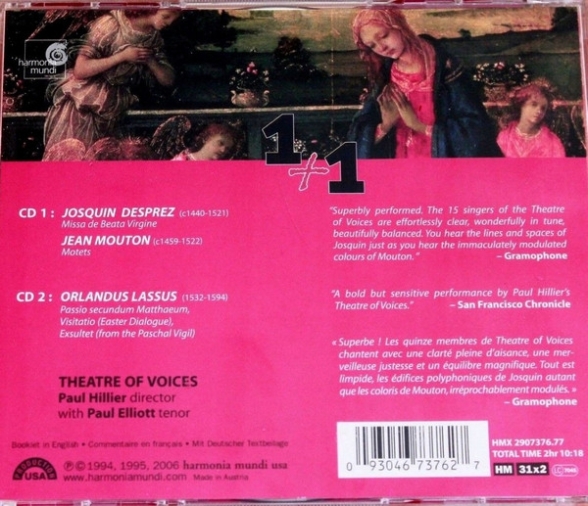 harmonia
mundi
1+1
CD 1 : JOSQUIN DESPREZ (c1440-1521)
Missa de Beata Virgine
JEAN MOUTON (c1459-1522)
Motets
CD 2 : ORLANDUS LASSUS (1532-1594)
Passio secundum Matthaeum,
Visitatio (Easter Dialogue),
Exsultet (from the Paschal Vigil)
THEATRE OF VOICES
Paul Hillier director
with Paul Elliott tenor
"Superbly performed. The 15 singers of the Theatre
of Voices are effortlessly clear, wonderfully in tune,
beautifully balanced. You hear the lines and spaces of
Josquin just as you hear the immaculately modulated
colours of Mouton." – Gramophone
"A bold but sensitive performance by Paul Hillier's
Theatre of Voices." – San Francisco Chronicle
« Superbe ! Les quinze membres de Theatre of Voices
chantent avec une clarté pleine d'aisance, une mer-
veilleuse justesse et un équilibre magnifique. Tout est
limpide, les édifices polyphoniques de Josquin autant
que les coloris de Mouton, irréprochablement modulés. »
– Gramophone
Booklet in English • Commentaire en français • Mit Deutscher Textbeilage
PRODUCTION
USA
℗©1994, 1995, 2006 harmonia mundi usa
www.harmoniamundi.com Made in Austria
0 93046 73762 7
HMX 2907376.77
TOTAL TIME 2hr 10:18
HM 31x2